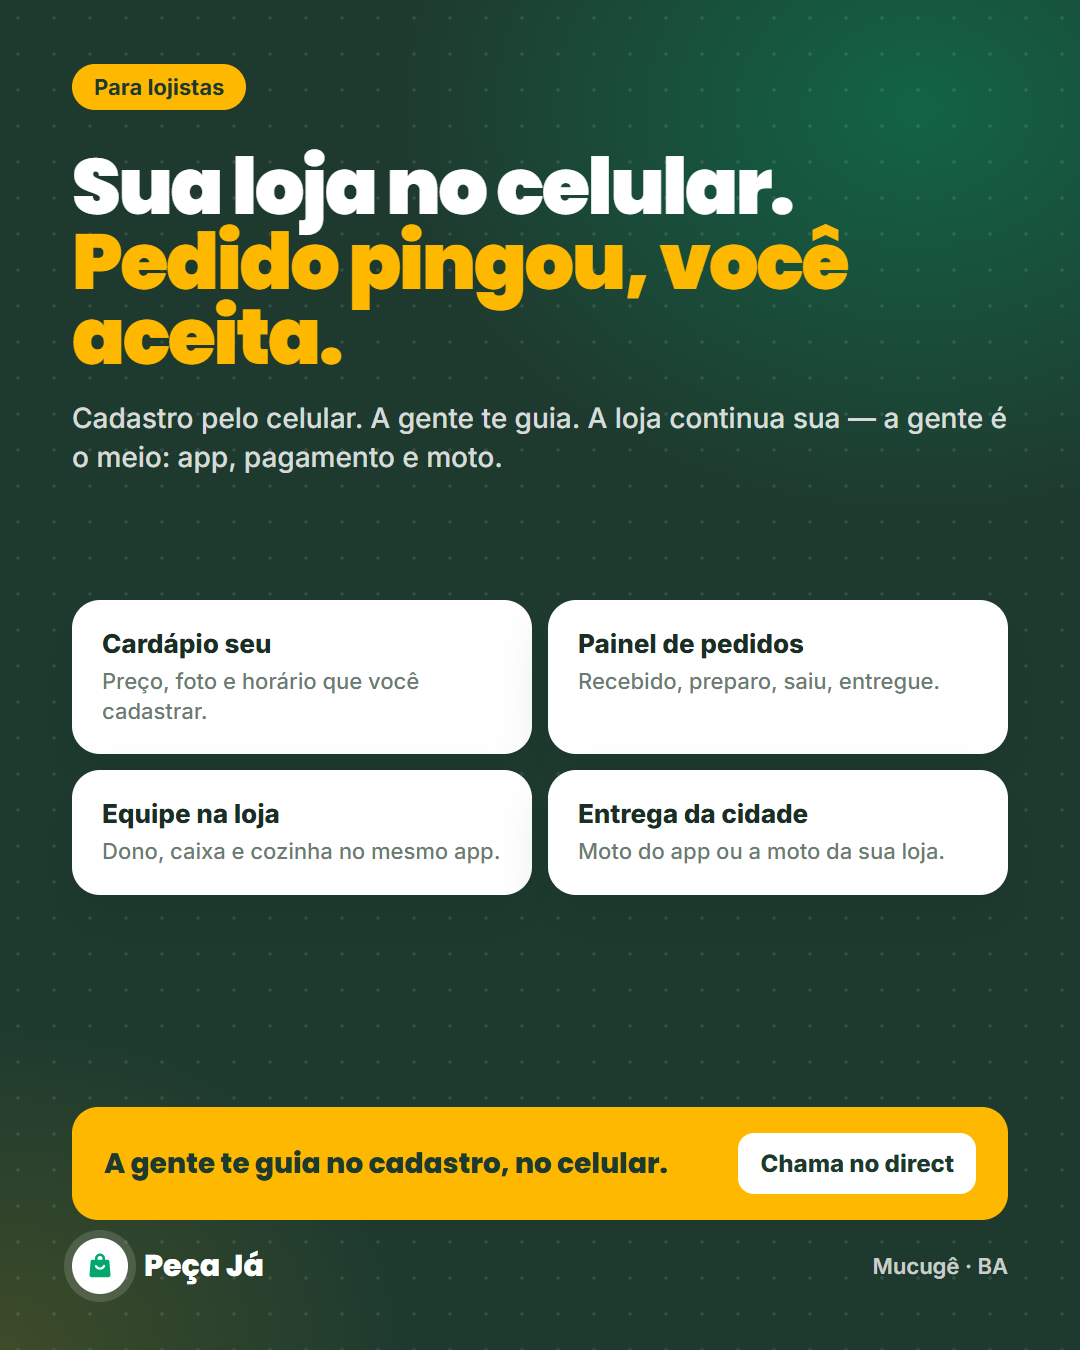 Para lojistas
Sua loja no celular.
Pedido pingou, você
aceita.
Cadastro pelo celular. A gente te guia. A loja continua sua — a gente é
o meio: app, pagamento e moto.
Cardápio seu
Preço, foto e horário que você
cadastrar.
Painel de pedidos
Recebido, preparo, saiu, entregue.
Equipe na loja
Dono, caixa e cozinha no mesmo app.
Entrega da cidade
Moto do app ou a moto da sua loja.
A gente te guia no cadastro, no celular.
Chama no direct
Peça Já
Mucugê · BA